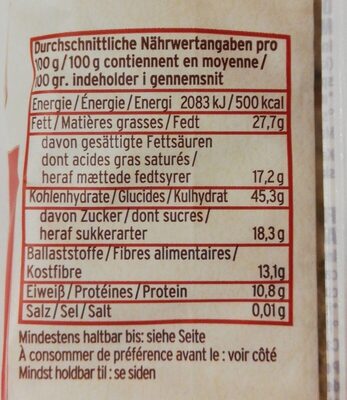 Durchschnittliche Nährwertangaben pro
100 g / 100 g contiennent en moyenne /
100 gr. indeholder i gennemsnit
Energie / Énergie / Energi 2083 kJ / 500 kcal
Fett / Matières grasses / Fedt 27,7g
davon gesättigte Fettsäuren
dont acides gras saturés /
heraf mættede fedtsyrer 17,2 g
Kohlenhydrate / Glucides / Kulhydrat 45,3g
davon Zucker / dont sucres /
heraf sukkerarter 18,3 g
Ballaststoffe / Fibres alimentaires /
Kostfibre 13,1g
Eiweiß / Protéines / Protein 10,8 g
Salz / Sel / Salt 0,01 g
Mindestens haltbar bis: siehe Seite
À consommer de préférence avant le : voir côté
Mindst holdbar til : se siden